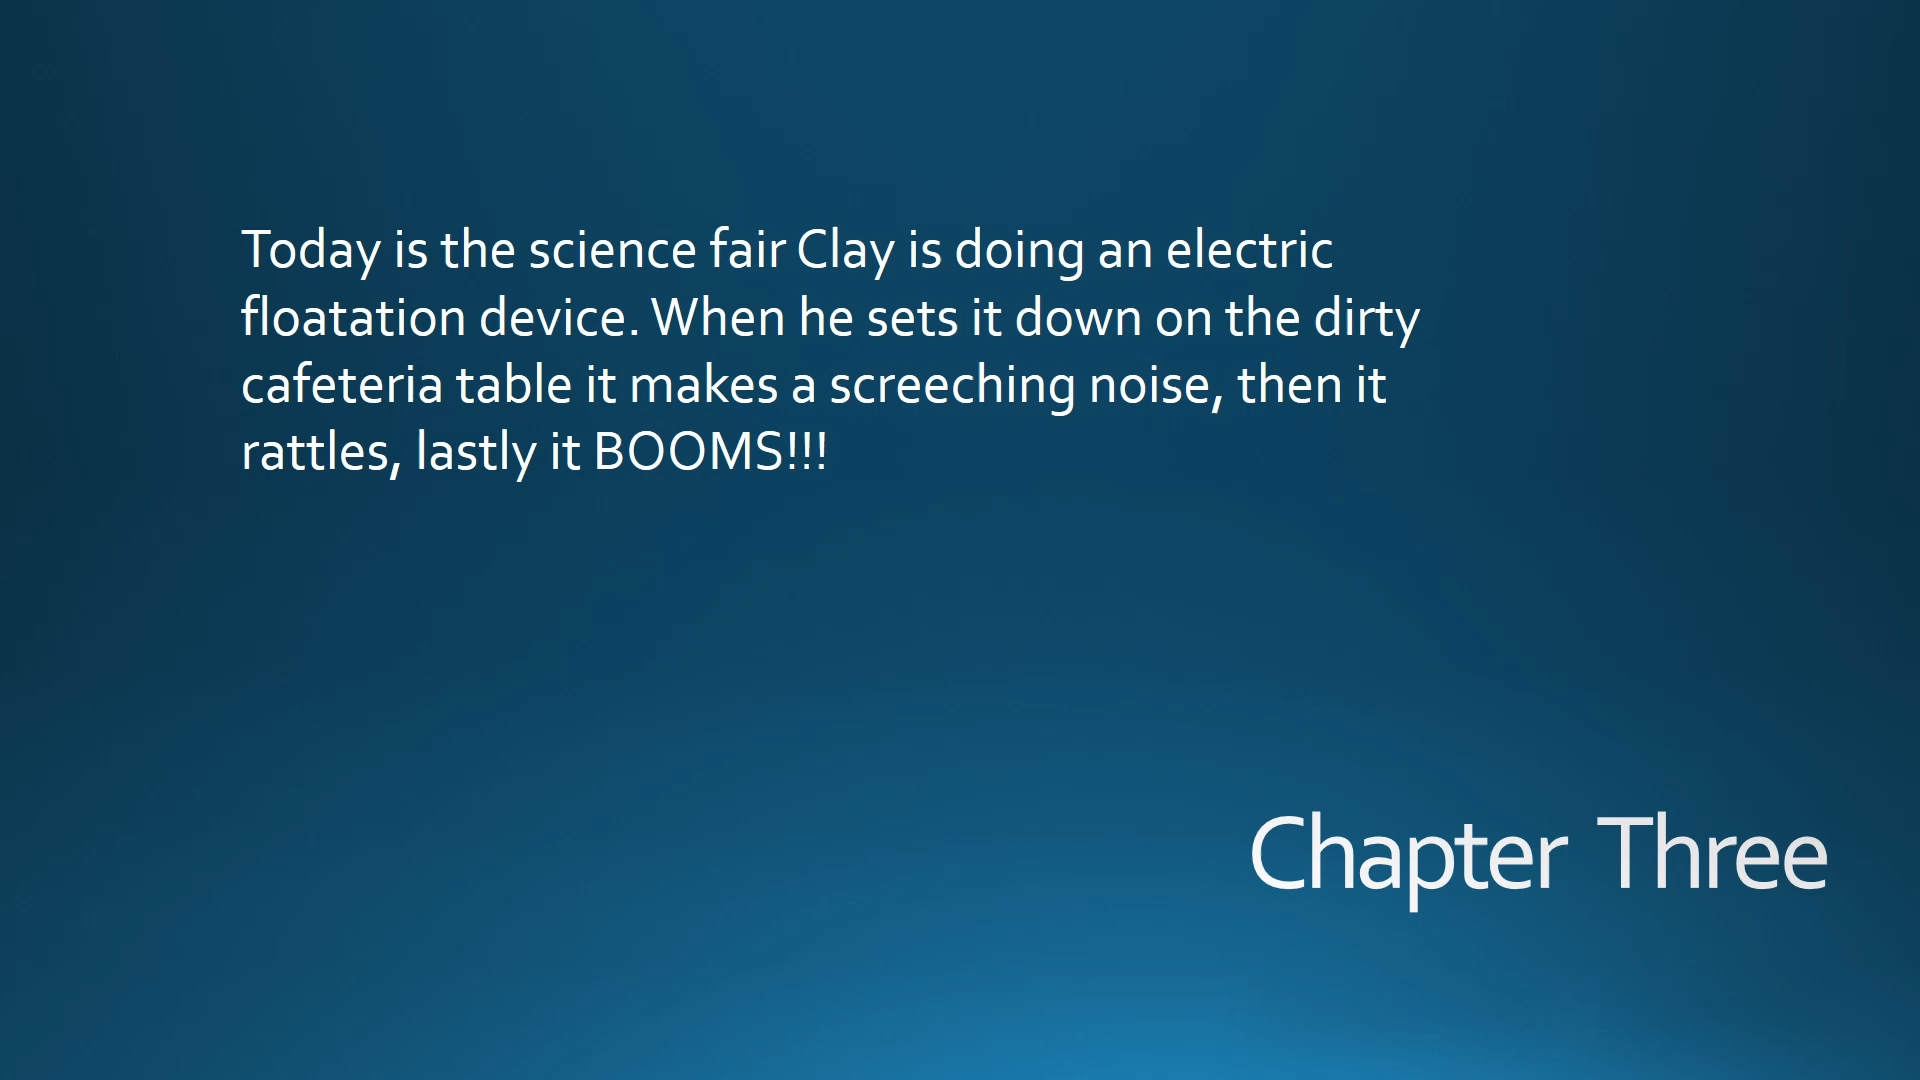 Today is the science fair Clay is doing an electric
floatation device. When he sets it down on the dirty
cafeteria table it makes a screeching noise, then it
rattles, lastly it BOOMS!!!
Chapter Three